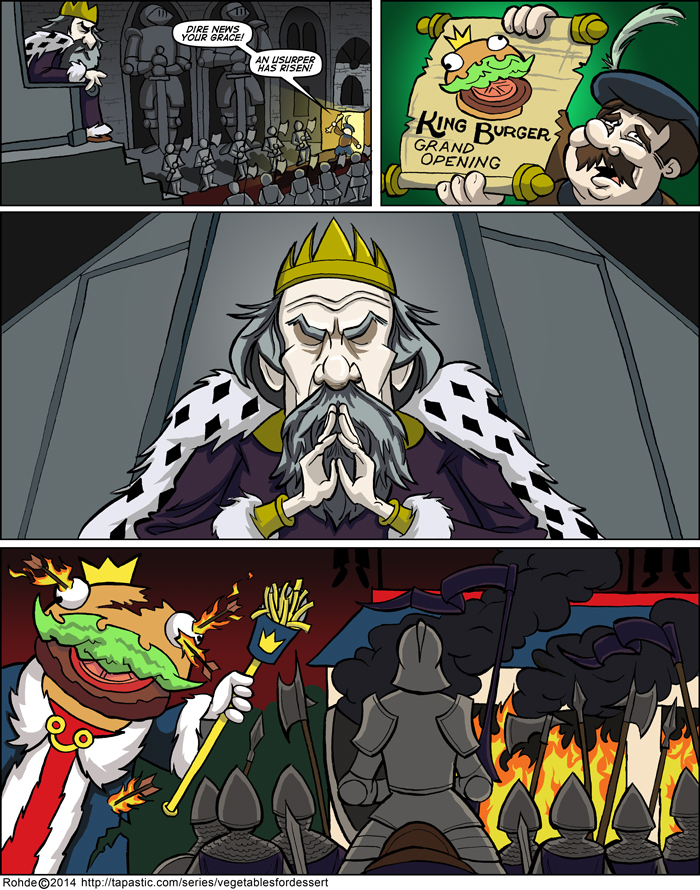 DIRE NEWS
YOUR GRACE!
AN USURPER
HAS RISEN!
KING BURGER
GRAND
OPENING
Rohde©2014 http://tapastic.com/series/vegetablesfordessert